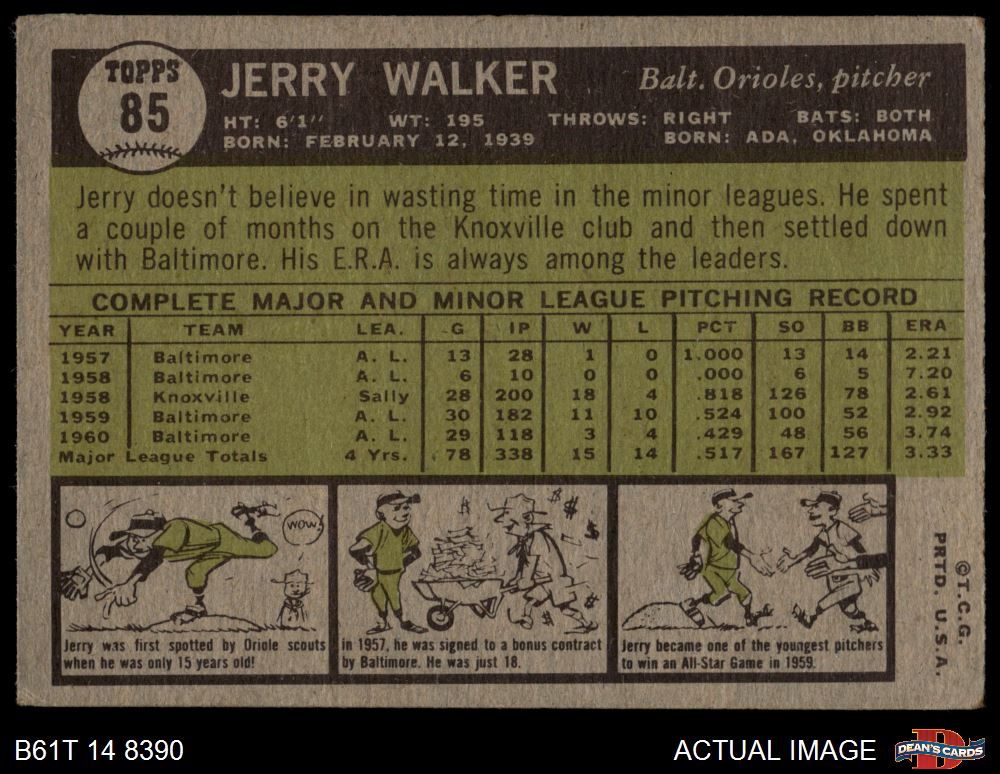 TOPPS
85
JERRY WALKER
Balt. Orioles, pitcher
HT: 6'1'' WT: 195 THROWS: RIGHT BATS: BOTH
BORN: FEBRUARY 12, 1939 BORN: ADA, OKLAHOMA
Jerry doesn't believe in wasting time in the minor leagues. He spent
a couple of months on the Knoxville club and then settled down
with Baltimore. His E.R.A. is always among the leaders.
COMPLETE MAJOR AND MINOR LEAGUE PITCHING RECORD
YEAR TEAM LEA. G IP W L PCT SO BB ERA
1957 Baltimore A. L. 13 28 1 0 1.000 13 14 2.21
1958 Baltimore A. L. 6 10 0 0 .000 6 5 7.20
1958 Knoxville Sally 28 200 18 4 .818 126 78 2.61
1959 Baltimore A. L. 30 182 11 10 .524 100 52 2.92
1960 Baltimore A. L. 29 118 3 4 .429 48 56 3.74
Major League Totals 4 Yrs. 78 338 15 14 .517 167 127 3.33
WOW!
Jerry was first spotted by Oriole scouts
when he was only 15 years old!
$ $ $ $ $ $
In 1957, he was signed to a bonus contract
by Baltimore. He was just 18.
Jerry became one of the youngest pitchers
to win an All-Star Game in 1959.
©T.C.G.
PRTD. U.S.A.
B61T 14 8390
ACTUAL IMAGE
D
DEAN'S CARDS